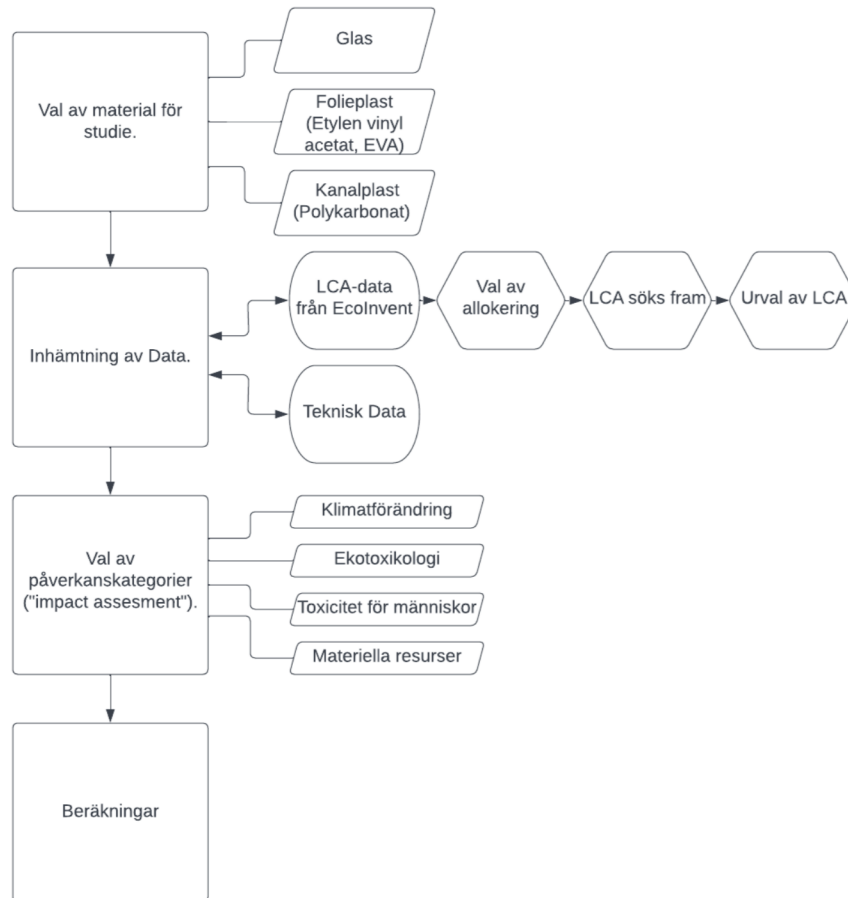 Glas
Val av material för
studie.
Folieplast
(Etylen vinyl
acetat, EVA)
Kanalplast
(Polykarbonat)
Inhämtning av Data.
LCA-data
från EcoInvent
Val av
allokering
LCA söks fram
Urval av LCA
Teknisk Data
Val av
påverkanskategorier
("impact assesment").
Klimatförändring
Ekotoxikologi
Toxicitet för människor
Materiella resurser
Beräkningar